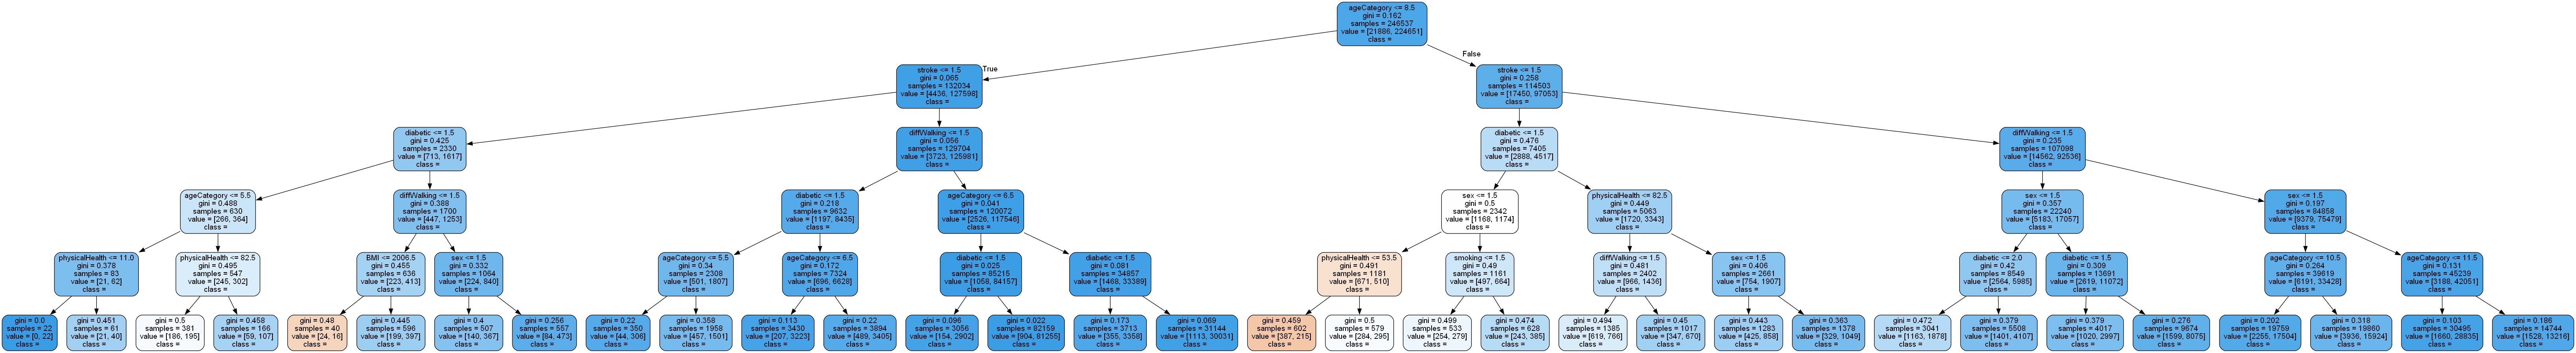 ageCategory <= 8.5
gini = 0.162
samples = 246537
value = [21886, 224651]
class =
True
False
stroke <= 1.5
gini = 0.065
samples = 132034
value = [4436, 127598]
class =
stroke <= 1.5
gini = 0.258
samples = 114503
value = [17450, 97053]
class =
diabetic <= 1.5
gini = 0.425
samples = 2330
value = [713, 1617]
class =
diffWalking <= 1.5
gini = 0.056
samples = 129704
value = [3723, 125981]
class =
diabetic <= 1.5
gini = 0.476
samples = 7405
value = [2888, 4517]
class =
diffWalking <= 1.5
gini = 0.235
samples = 107098
value = [14562, 92536]
class =
ageCategory <= 5.5
gini = 0.488
samples = 630
value = [266, 364]
class =
diffWalking <= 1.5
gini = 0.388
samples = 1700
value = [447, 1253]
class =
diabetic <= 1.5
gini = 0.218
samples = 9632
value = [1197, 8435]
class =
ageCategory <= 6.5
gini = 0.041
samples = 120072
value = [2526, 117546]
class =
sex <= 1.5
gini = 0.5
samples = 2342
value = [1168, 1174]
class =
physicalHealth <= 82.5
gini = 0.449
samples = 5063
value = [1720, 3343]
class =
sex <= 1.5
gini = 0.357
samples = 22240
value = [5183, 17057]
class =
sex <= 1.5
gini = 0.197
samples = 84858
value = [9379, 75479]
class =
physicalHealth <= 11.0
gini = 0.378
samples = 83
value = [21, 62]
class =
physicalHealth <= 82.5
gini = 0.495
samples = 547
value = [245, 302]
class =
BMI <= 2006.5
gini = 0.455
samples = 636
value = [223, 413]
class =
sex <= 1.5
gini = 0.332
samples = 1064
value = [224, 840]
class =
ageCategory <= 5.5
gini = 0.34
samples = 2308
value = [501, 1807]
class =
ageCategory <= 6.5
gini = 0.172
samples = 7324
value = [696, 6628]
class =
diabetic <= 1.5
gini = 0.025
samples = 85215
value = [1058, 84157]
class =
diabetic <= 1.5
gini = 0.081
samples = 34857
value = [1468, 33389]
class =
physicalHealth <= 53.5
gini = 0.491
samples = 1181
value = [671, 510]
class =
smoking <= 1.5
gini = 0.49
samples = 1161
value = [497, 664]
class =
diffWalking <= 1.5
gini = 0.481
samples = 2402
value = [966, 1436]
class =
sex <= 1.5
gini = 0.406
samples = 2661
value = [754, 1907]
class =
diabetic <= 2.0
gini = 0.42
samples = 8549
value = [2564, 5985]
class =
diabetic <= 1.5
gini = 0.309
samples = 13691
value = [2619, 11072]
class =
ageCategory <= 10.5
gini = 0.264
samples = 39619
value = [6191, 33428]
class =
ageCategory <= 11.5
gini = 0.131
samples = 45239
value = [3188, 42051]
class =
gini = 0.0
samples = 22
value = [0, 22]
class =
gini = 0.451
samples = 61
value = [21, 40]
class =
gini = 0.5
samples = 381
value = [186, 195]
class =
gini = 0.458
samples = 166
value = [59, 107]
class =
gini = 0.48
samples = 40
value = [24, 16]
class =
gini = 0.445
samples = 596
value = [199, 397]
class =
gini = 0.4
samples = 507
value = [140, 367]
class =
gini = 0.256
samples = 557
value = [84, 473]
class =
gini = 0.22
samples = 350
value = [44, 306]
class =
gini = 0.358
samples = 1958
value = [457, 1501]
class =
gini = 0.113
samples = 3430
value = [207, 3223]
class =
gini = 0.22
samples = 3894
value = [489, 3405]
class =
gini = 0.096
samples = 3056
value = [154, 2902]
class =
gini = 0.022
samples = 82159
value = [904, 81255]
class =
gini = 0.173
samples = 3713
value = [355, 3358]
class =
gini = 0.069
samples = 31144
value = [1113, 30031]
class =
gini = 0.459
samples = 602
value = [387, 215]
class =
gini = 0.5
samples = 579
value = [284, 295]
class =
gini = 0.499
samples = 533
value = [254, 279]
class =
gini = 0.474
samples = 628
value = [243, 385]
class =
gini = 0.494
samples = 1385
value = [619, 766]
class =
gini = 0.45
samples = 1017
value = [347, 670]
class =
gini = 0.443
samples = 1283
value = [425, 858]
class =
gini = 0.363
samples = 1378
value = [329, 1049]
class =
gini = 0.472
samples = 3041
value = [1163, 1878]
class =
gini = 0.379
samples = 5508
value = [1401, 4107]
class =
gini = 0.379
samples = 4017
value = [1020, 2997]
class =
gini = 0.276
samples = 9674
value = [1599, 8075]
class =
gini = 0.202
samples = 19759
value = [2255, 17504]
class =
gini = 0.318
samples = 19860
value = [3936, 15924]
class =
gini = 0.103
samples = 30495
value = [1660, 28835]
class =
gini = 0.186
samples = 14744
value = [1528, 13216]
class =